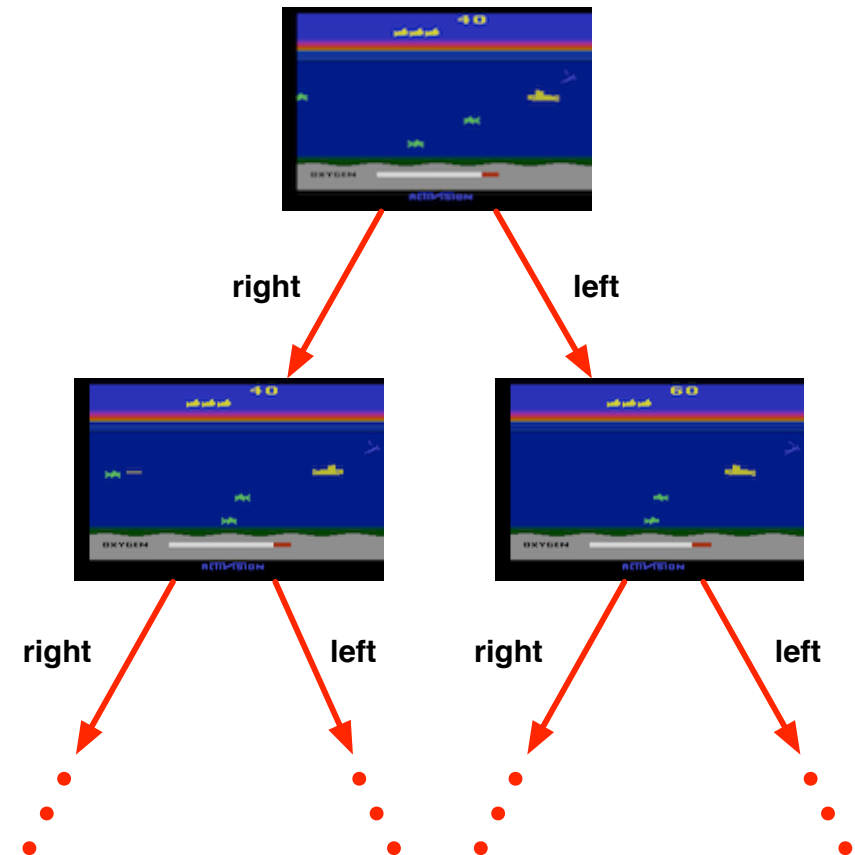 40
OXYGEN
ACTIVISION
right
left
40
60
OXYGEN
OXYGEN
ACTIVISION
ACTIVISION
right
left
right
left